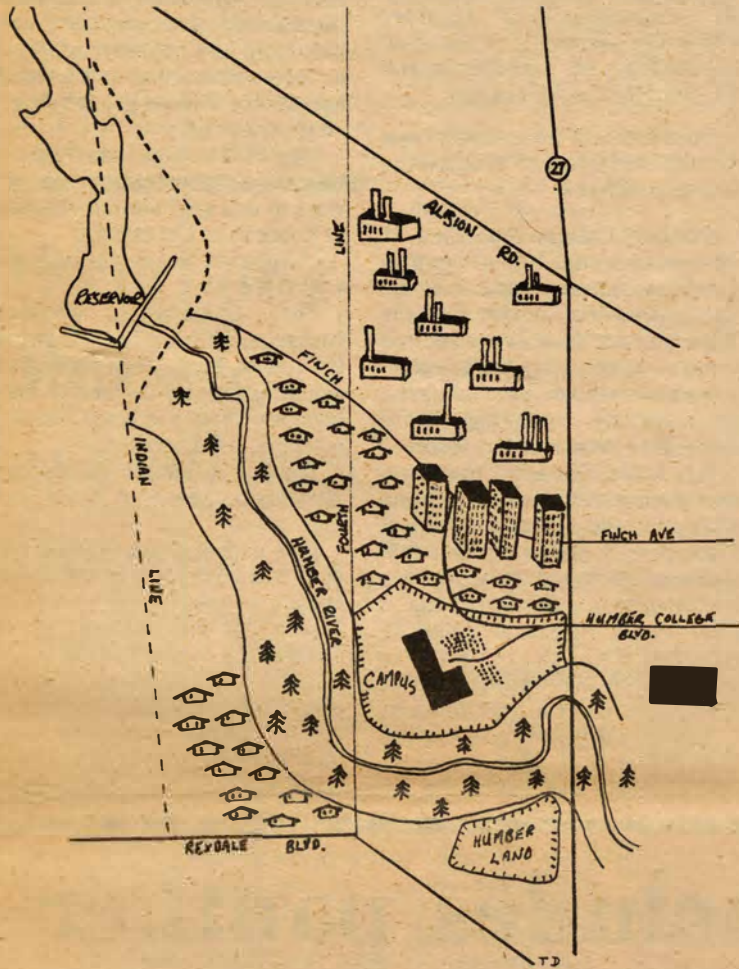 27
ALBION
RD.
LINE
RESERVOIR
FINCH
INDIAN
FOURTH
FINCH AVE
HUMBER RIVER
LINE
HUMBER COLLEGE
BLVD.
CAMPUS
HUMBER
LAND
REXDALE BLVD.
TD